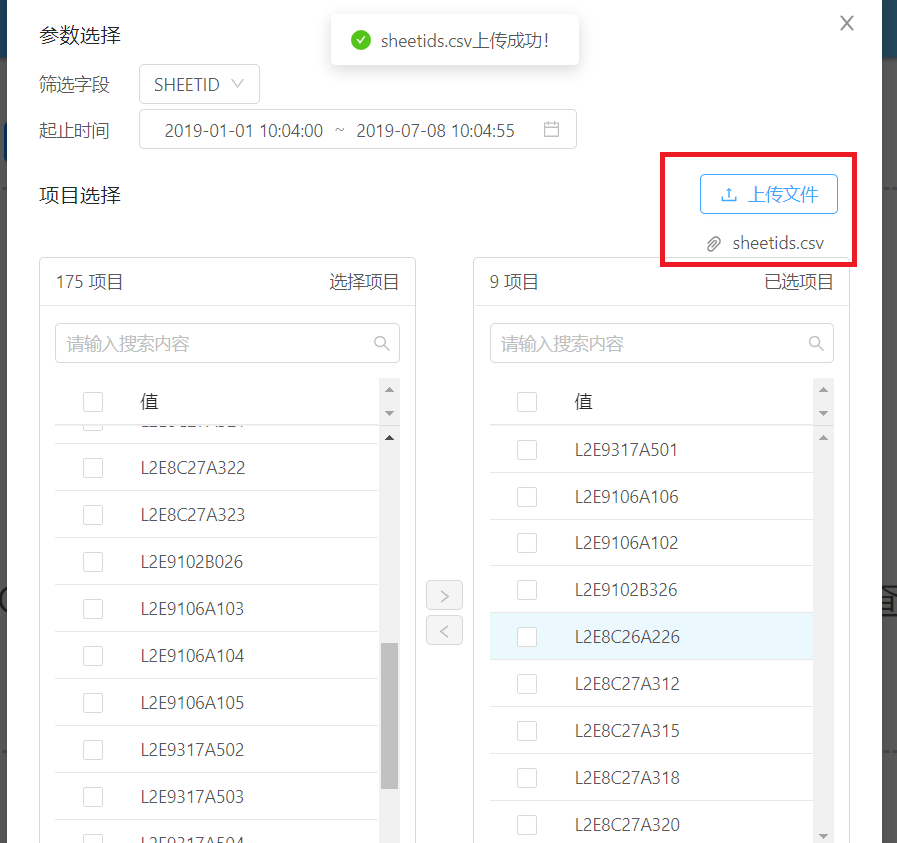 参数选择
sheetids.csv上传成功！
筛选字段 SHEETID
起止时间 2019-01-01 10:04:00 ~ 2019-07-08 10:04:55
项目选择
上传文件
sheetids.csv
175 项目 选择项目
请输入搜索内容
值
L2E8C27A322
L2E8C27A323
L2E9102B026
L2E9106A103
L2E9106A104
L2E9106A105
L2E9317A502
L2E9317A503
L2E9317A504
>
<
9 项目 已选项目
请输入搜索内容
值
L2E9317A501
L2E9106A106
L2E9106A102
L2E9102B326
L2E8C26A226
L2E8C27A312
L2E8C27A315
L2E8C27A318
L2E8C27A320